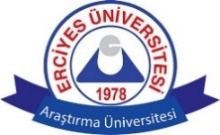 ERCİYES ÜNİVERSİTESİ
1978
Araştırma Üniversitesi